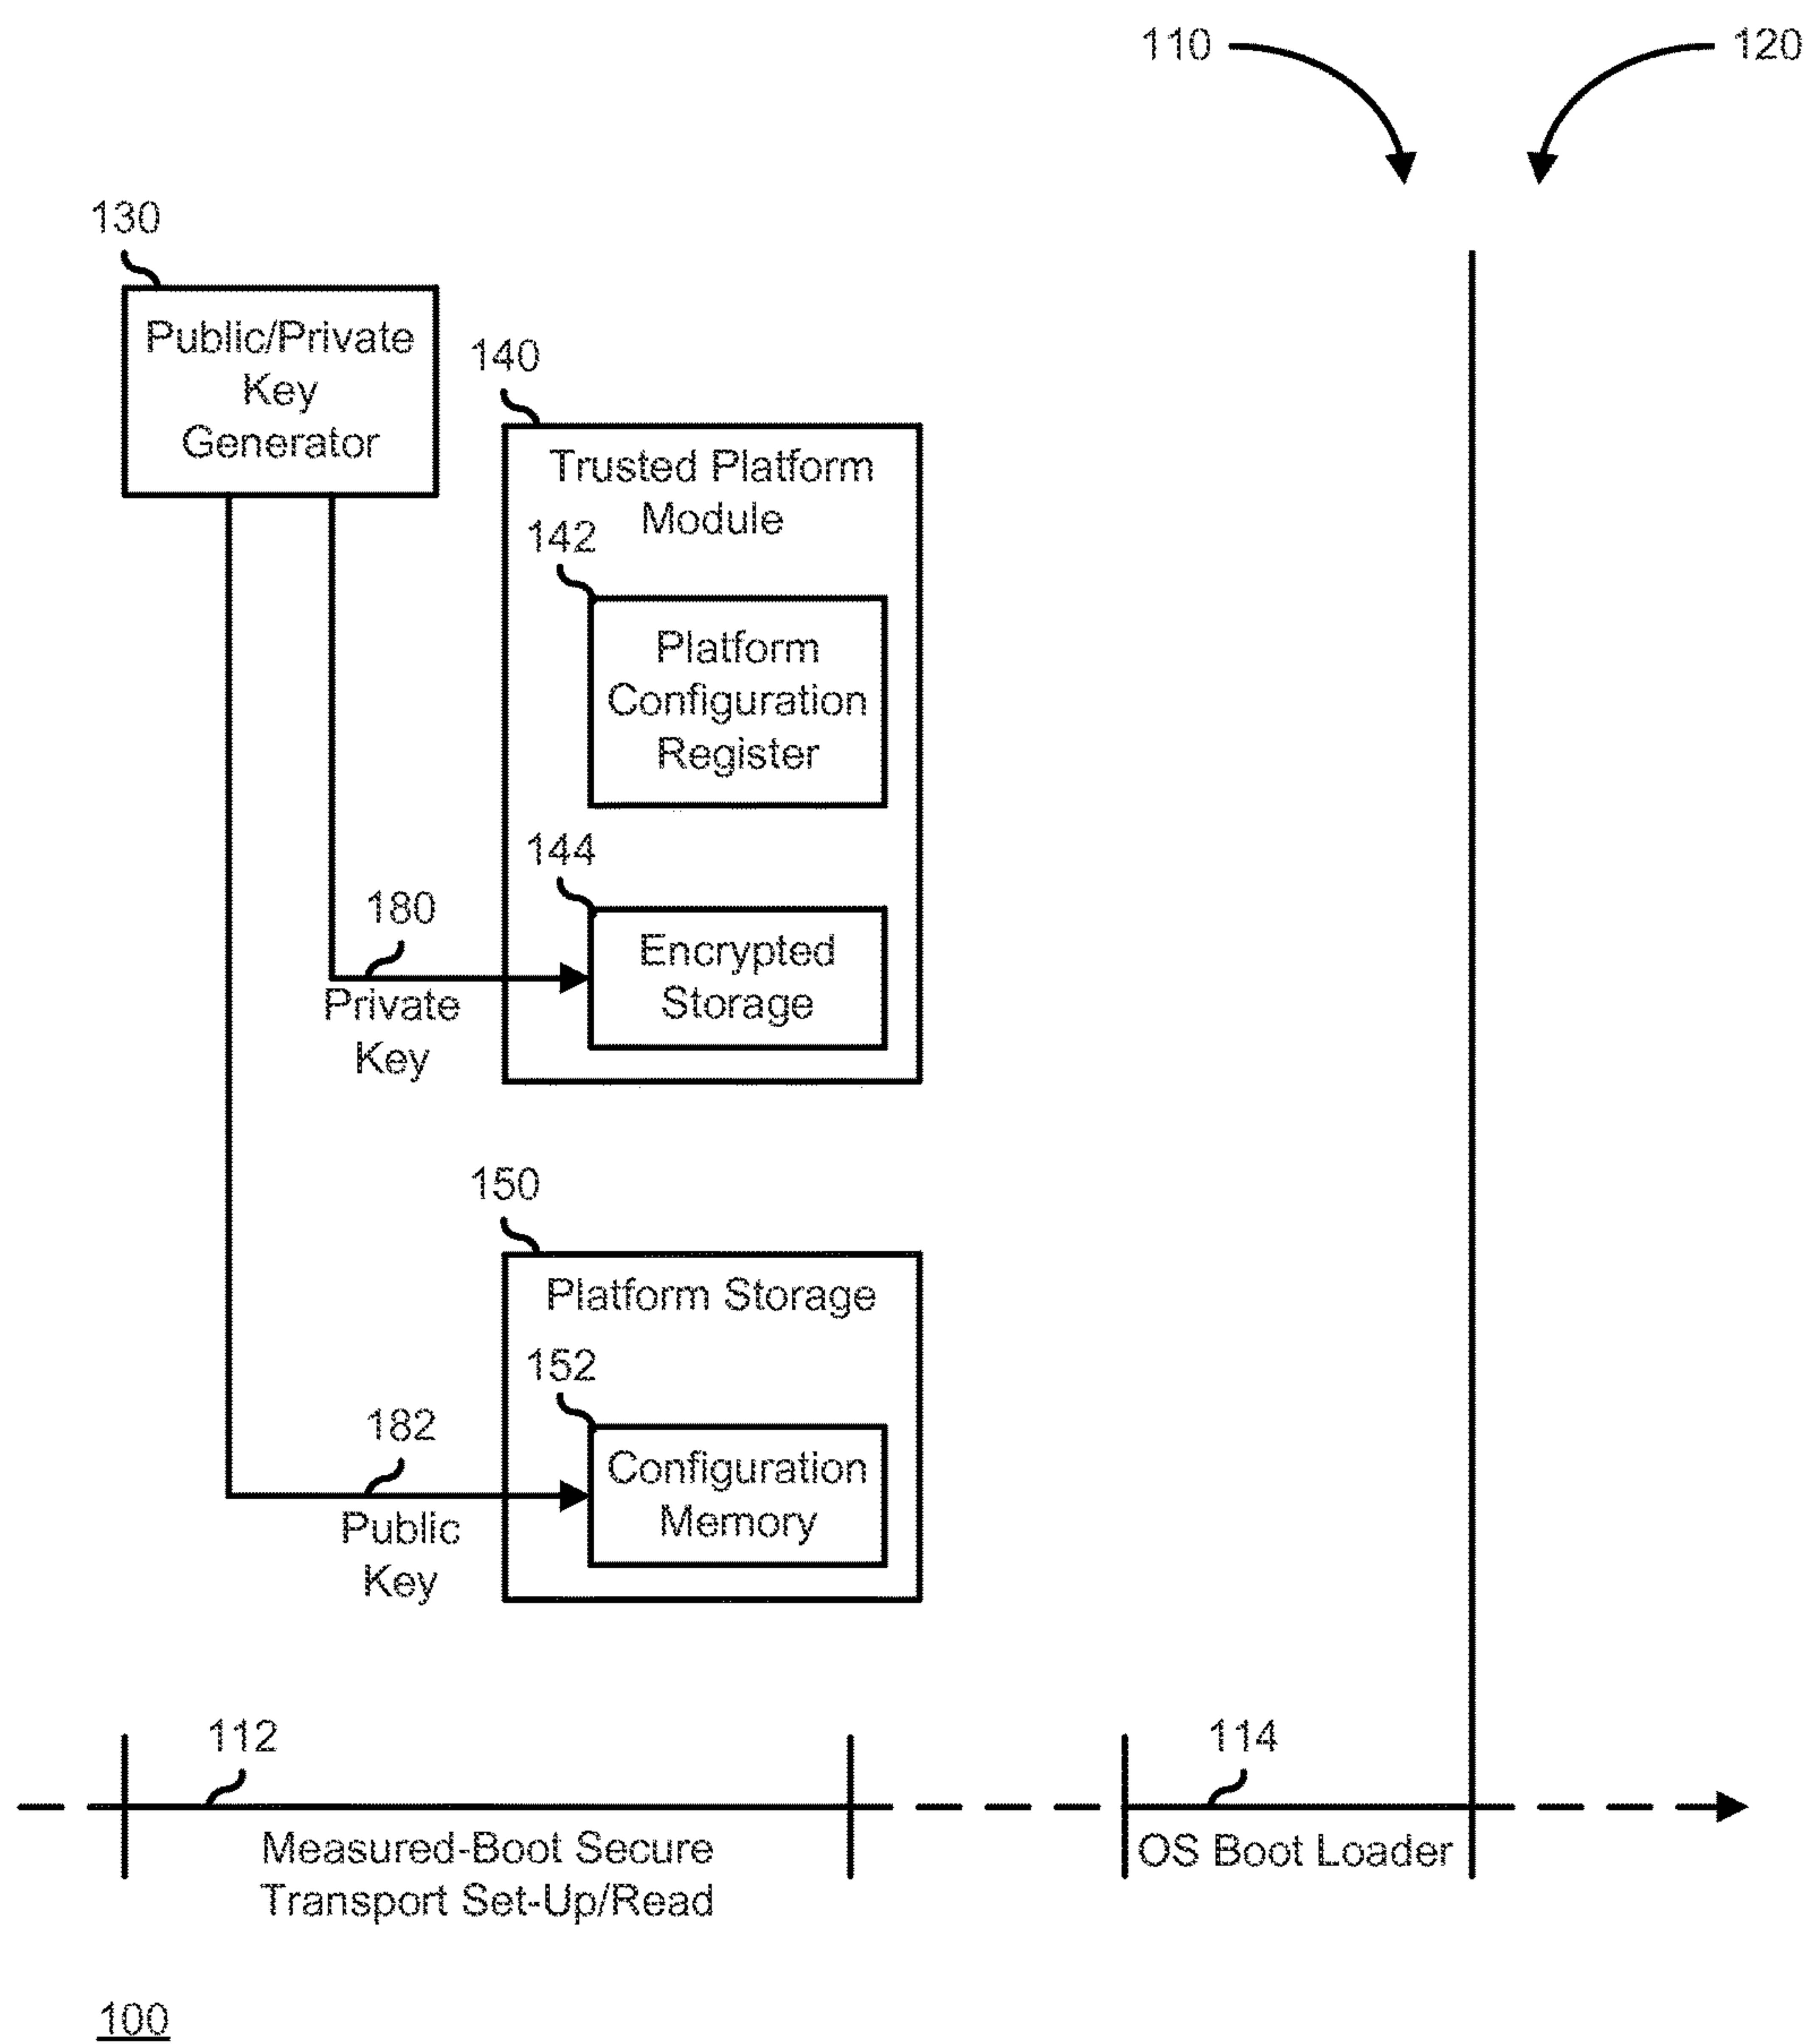 110
120
130
Public/Private
Key
Generator
140
Trusted Platform
Module
142
Platform
Configuration
Register
144
Encrypted
Storage
180
Private
Key
150
Platform Storage
152
Configuration
Memory
182
Public
Key
112
Measured-Boot Secure
Transport Set-Up/Read
114
OS Boot Loader
100